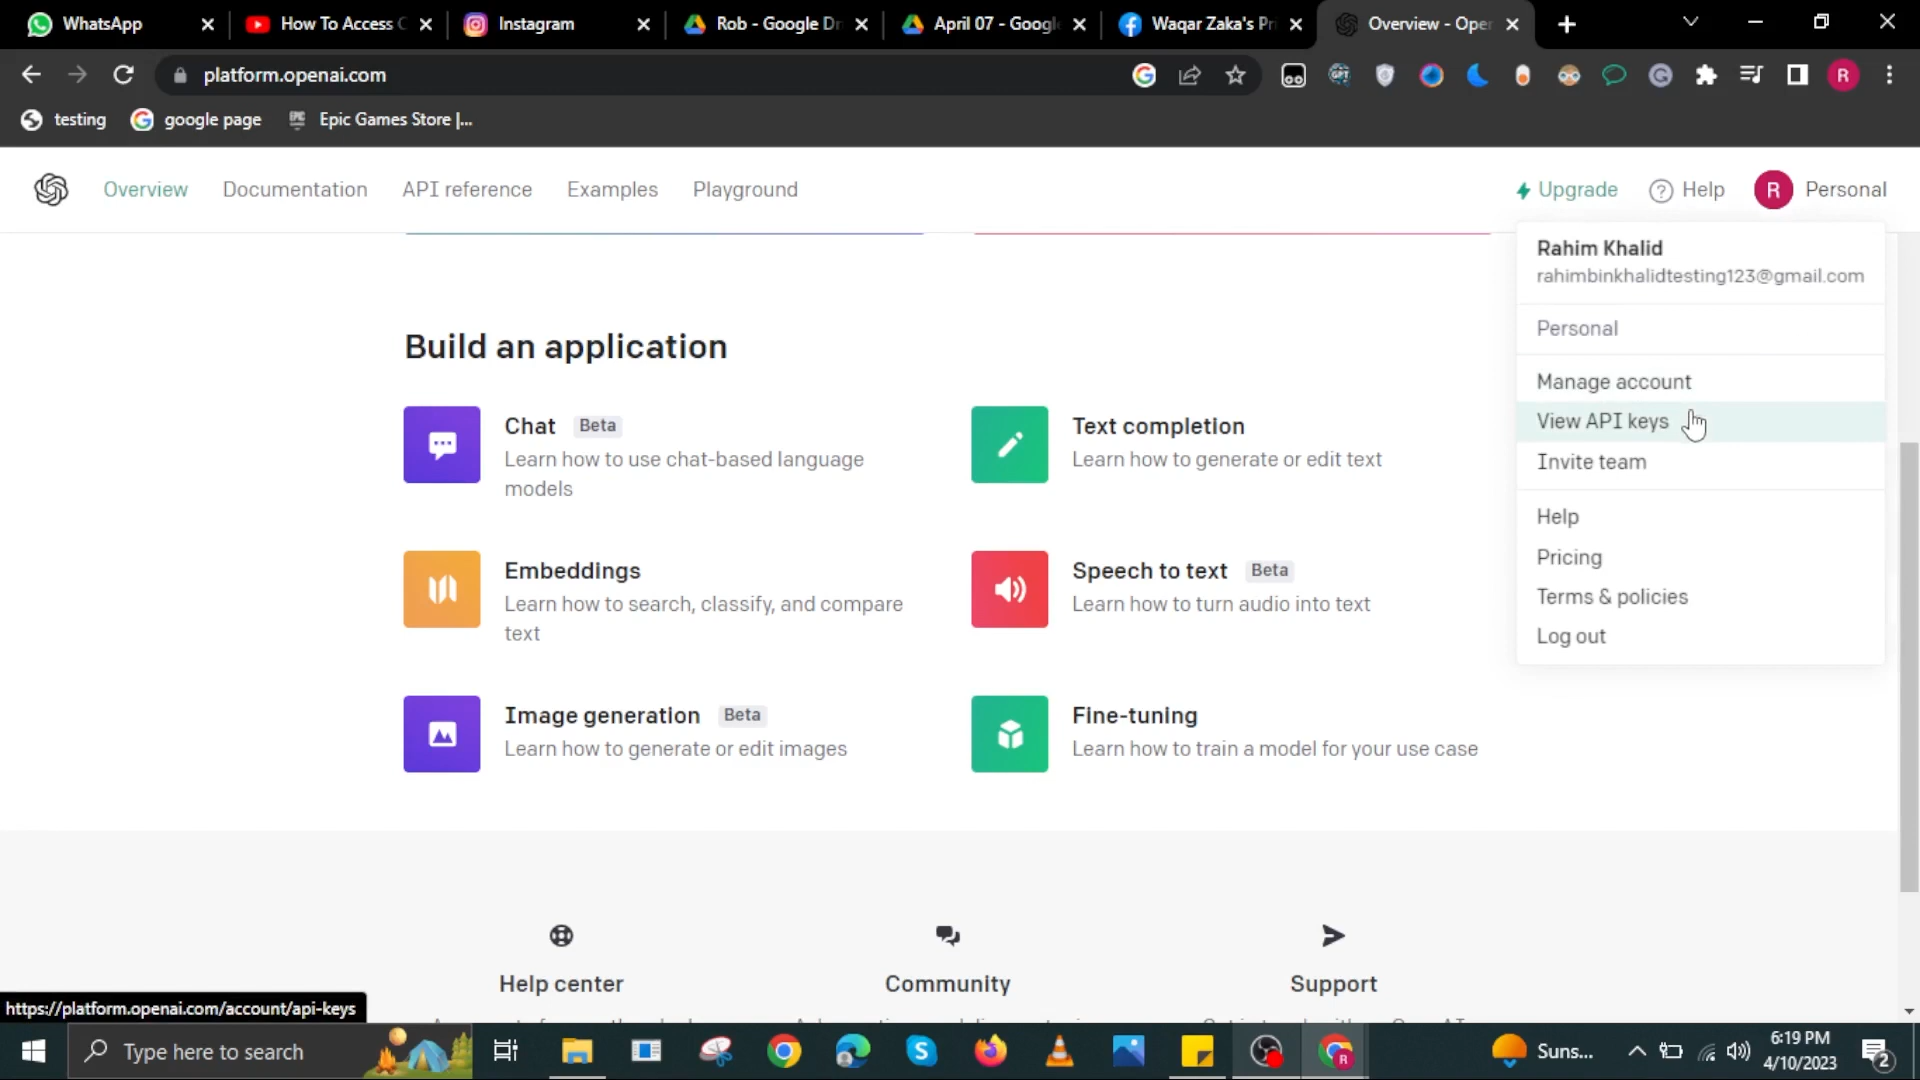 WhatsApp
How To Access C
Instagram
Rob - Google Dr
April 07 - Google
Waqar Zaka's Pr
Overview - Open
platform.openai.com
testing
google page
Epic Games Store |...
Overview
Documentation
API reference
Examples
Playground
Upgrade
Help
R
Personal
Rahim Khalid
rahimbinkhalidtesting123@gmail.com
Personal
Manage account
View API keys
Invite team
Help
Pricing
Terms & policies
Log out
Build an application
Chat Beta
Learn how to use chat-based language
models
Text completion
Learn how to generate or edit text
Embeddings
Learn how to search, classify, and compare
text
Speech to text Beta
Learn how to turn audio into text
Image generation Beta
Learn how to generate or edit images
Fine-tuning
Learn how to train a model for your use case
Help center
Community
Support
https://platform.openai.com/account/api-keys
Type here to search
Suns...
6:19 PM
4/10/2023
2